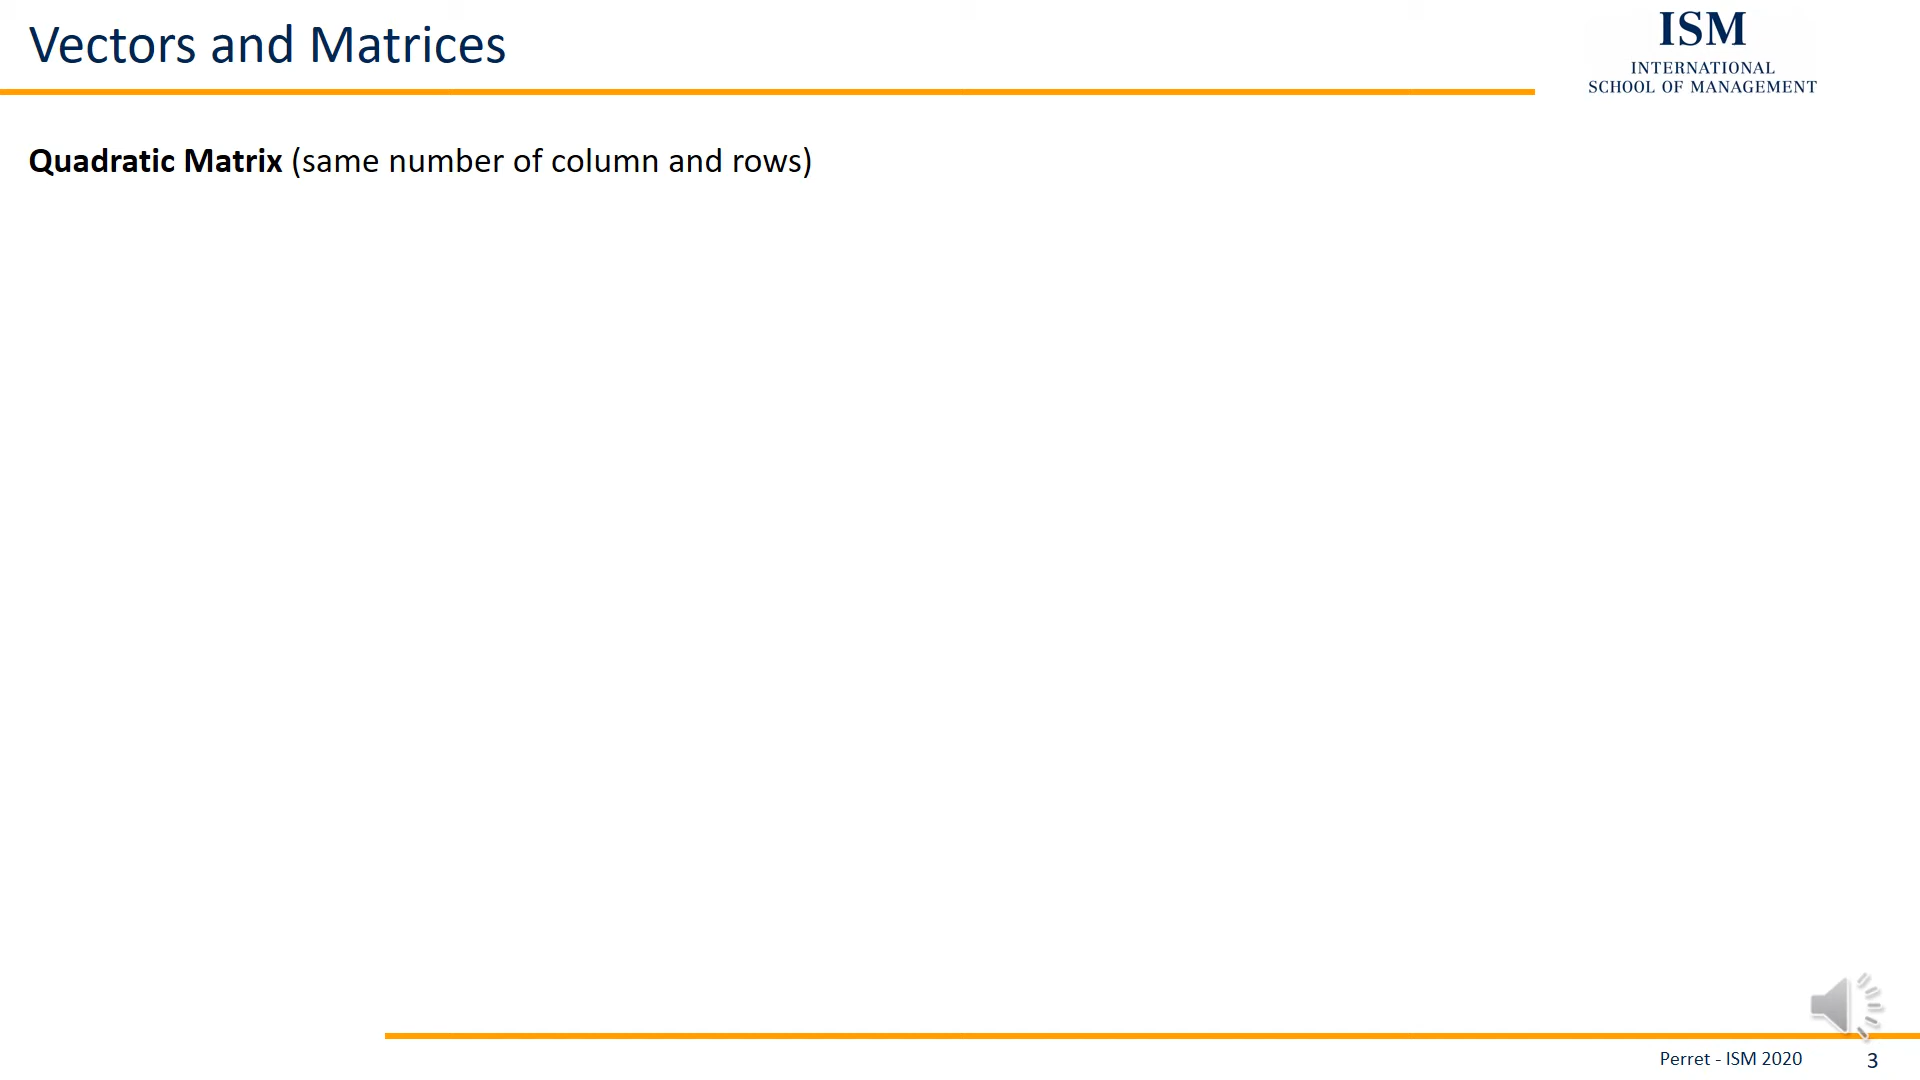 Vectors and Matrices
ISM
INTERNATIONAL
SCHOOL OF MANAGEMENT
Quadratic Matrix (same number of column and rows)
Perret - ISM 2020
3